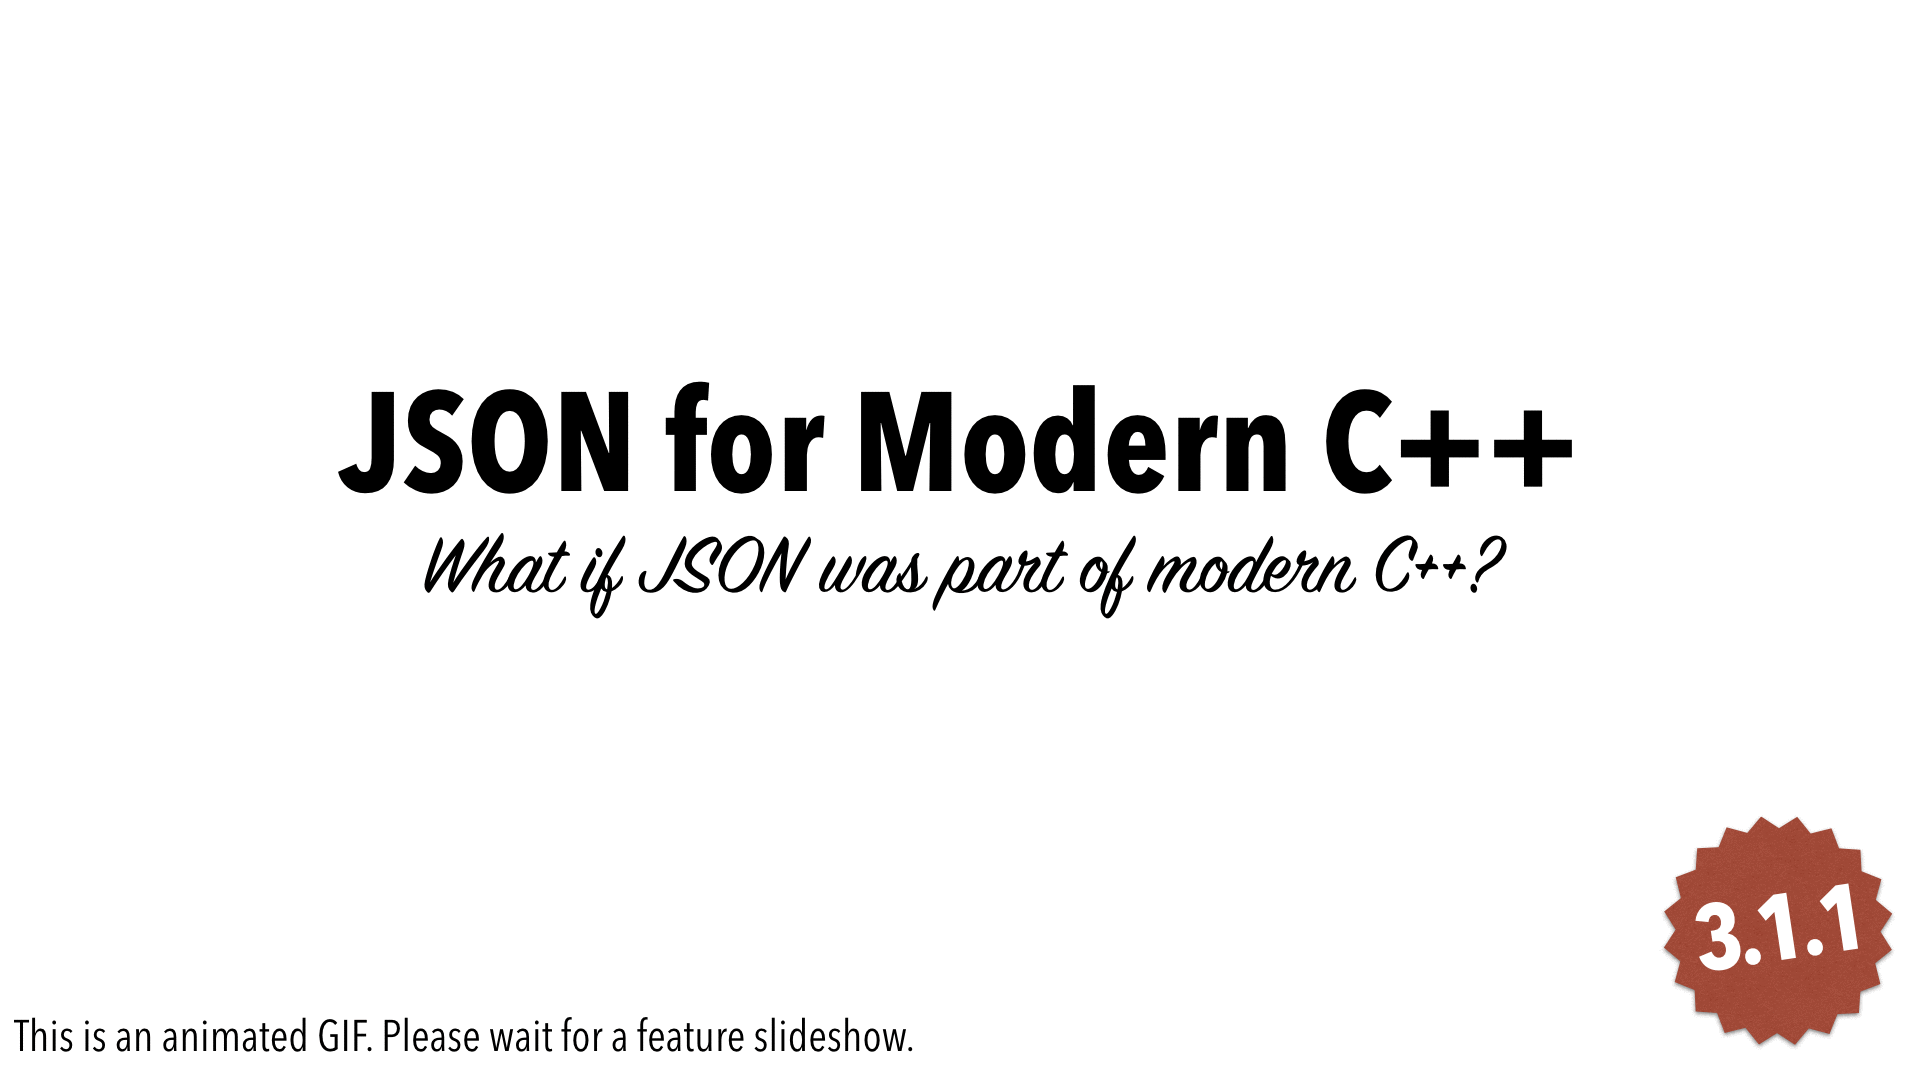 JSON for Modern C++
What if JSON was part of modern C++?
3.1.1
This is an animated GIF. Please wait for a feature slideshow.